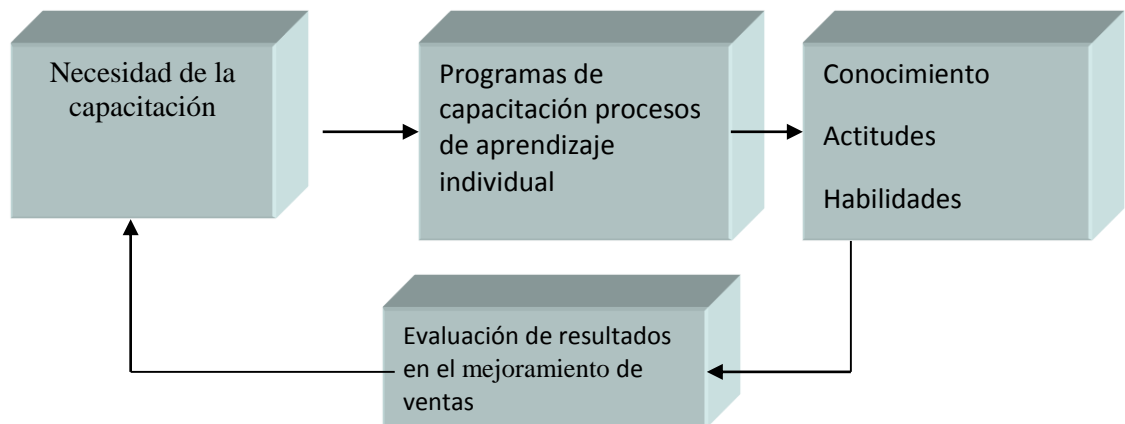 Necesidad de la
capacitación
Programas de
capacitación procesos
de aprendizaje
individual
Conocimiento
Actitudes
Habilidades
Evaluación de resultados
en el mejoramiento de
ventas